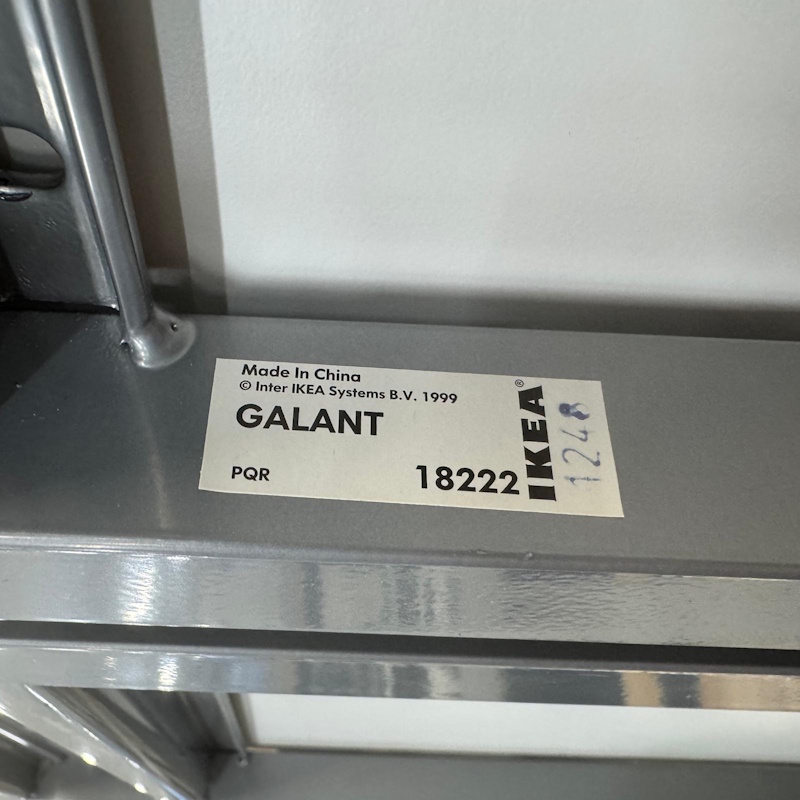 Made In China
© Inter IKEA Systems B.V. 1999
GALANT
PQR
18222
IKEA®
1248